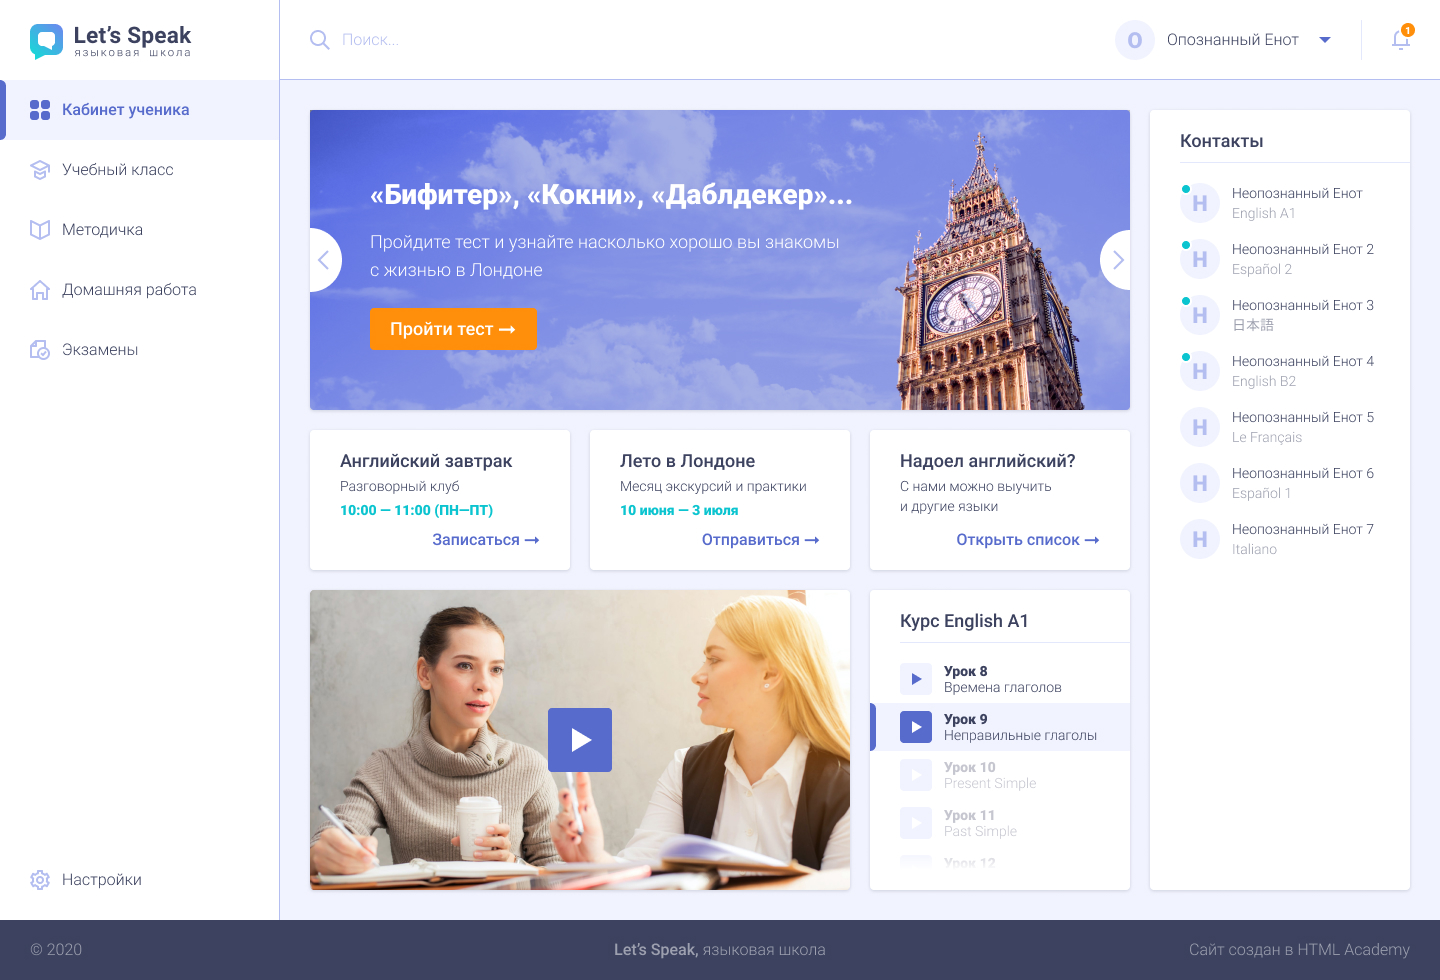 Let’s Speak
языковая школа
Поиск...
О
Опознанный Енот
1
Кабинет ученика
Учебный класс
Методичка
Домашняя работа
Экзамены
Настройки
«Бифитер», «Кокни», «Даблдекер»...
Пройдите тест и узнайте насколько хорошо вы знакомы
с жизнью в Лондоне
Пройти тест →
Английский завтрак
Разговорный клуб
10:00 — 11:00 (ПН—ПТ)
Записаться →
Лето в Лондоне
Месяц экскурсий и практики
10 июня — 3 июля
Отправиться →
Надоел английский?
С нами можно выучить
и другие языки
Открыть список →
Курс English A1
Урок 8
Времена глаголов
Урок 9
Неправильные глаголы
Урок 10
Present Simple
Урок 11
Past Simple
Урок 12
Контакты
Н
Неопознанный Енот
English A1
Н
Неопознанный Енот 2
Español 2
Н
Неопознанный Енот 3
日本語
Н
Неопознанный Енот 4
English B2
Н
Неопознанный Енот 5
Le Français
Н
Неопознанный Енот 6
Español 1
Н
Неопознанный Енот 7
Italiano
© 2020
Let’s Speak, языковая школа
Сайт создан в HTML Academy